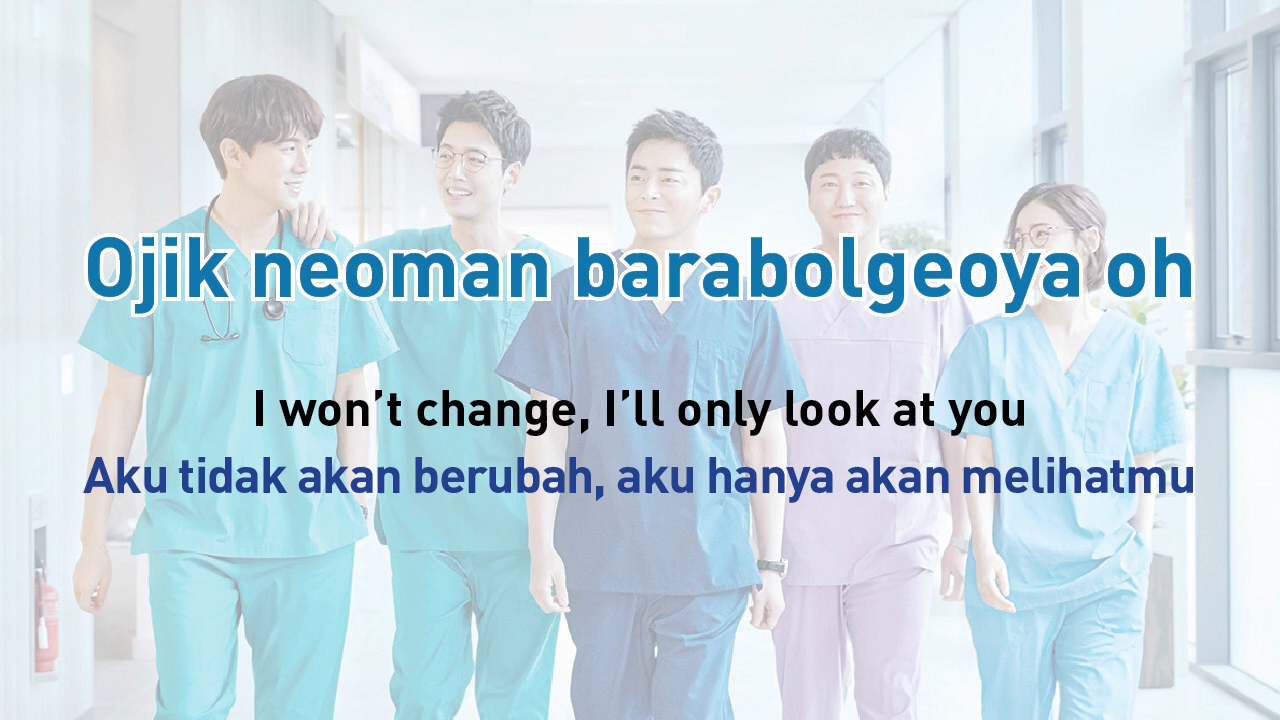 Ojik neoman barabolgeoya oh
I won’t change, I’ll only look at you
Aku tidak akan berubah, aku hanya akan melihatmu